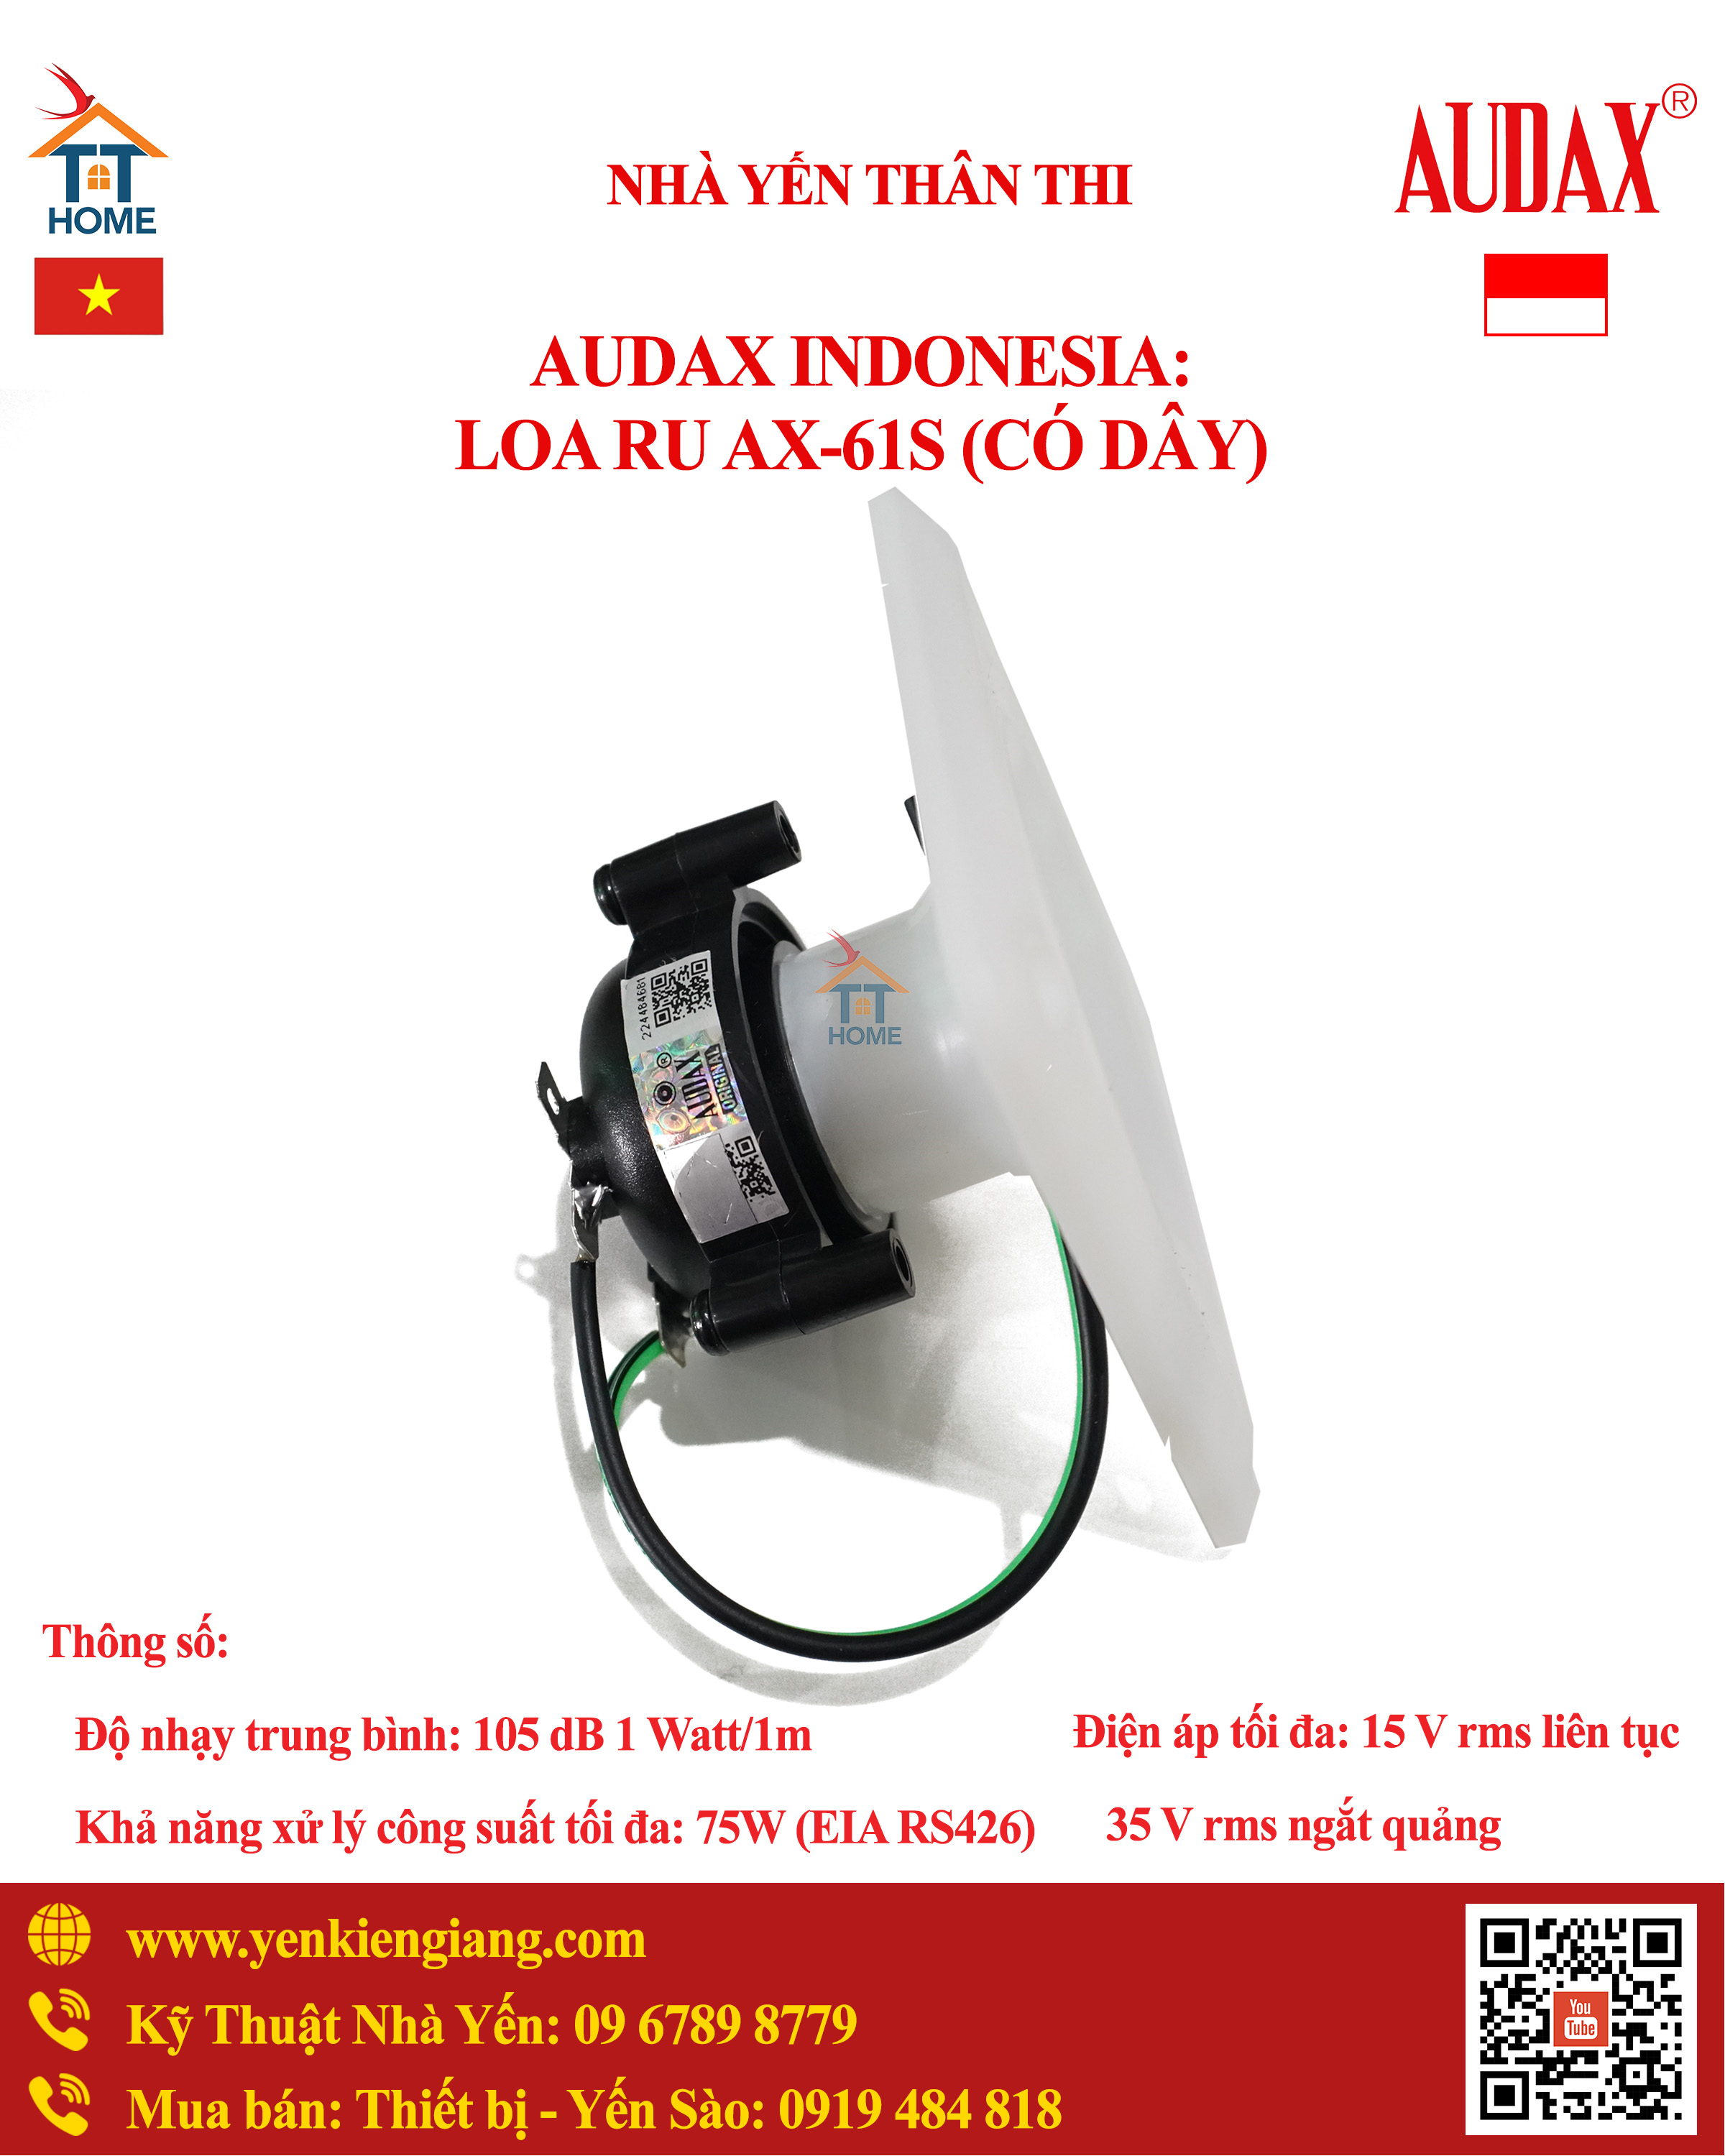 TT
HOME
NHÀ YẾN THÂN THI
AUDAX®
AUDAX INDONESIA:
LOA RU AX-61S (CÓ DÂY)
TT
HOME
224484681
AUDAX ®
ORIGINAL
Thông số:
Độ nhạy trung bình: 105 dB 1 Watt/1m
Điện áp tối đa: 15 V rms liên tục
Khả năng xử lý công suất tối đa: 75W (EIA RS426)
35 V rms ngắt quảng
www.yenkiengiang.com
Kỹ Thuật Nhà Yến: 09 6789 8779
Mua bán: Thiết bị - Yến Sào: 0919 484 818
You
Tube